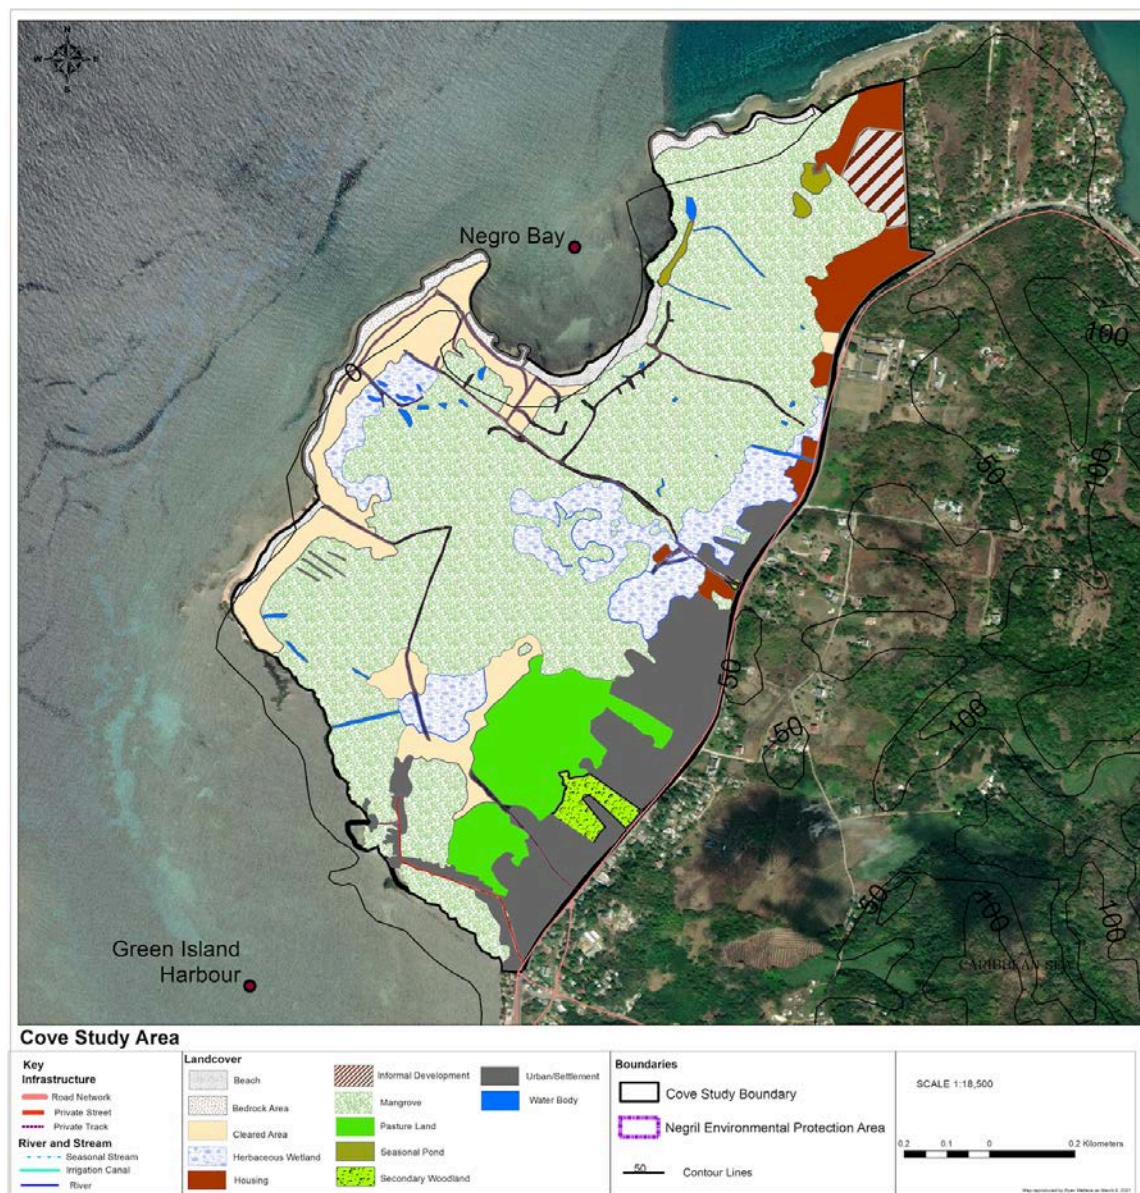 N
W E
S
Negro Bay
0
100
50
100
50
50
100
50
100
100
Green Island
Harbour
CARIBBEAN SEA
Cove Study Area
Key
Infrastructure
Road Network
Private Street
Private Track
River and Stream
Seasonal Stream
Irrigation Canal
River
Landcover
Beach
Bedrock Area
Cleared Area
Herbaceous Wetland
Housing
Informal Development
Mangrove
Pasture Land
Seasonal Pond
Secondary Woodland
Urban/Settlement
Water Body
Boundaries
Cove Study Boundary
Negril Environmental Protection Area
50
Contour Lines
SCALE 1:18,500
0.2 0.1 0 0.2 Kilometers